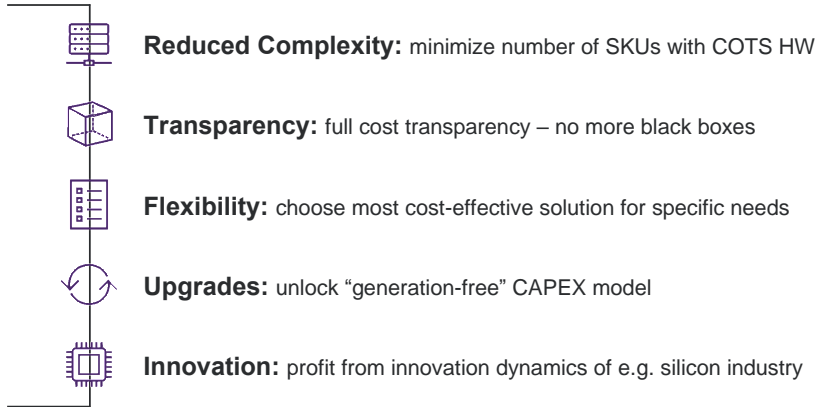 Reduced Complexity: minimize number of SKUs with COTS HW
Transparency: full cost transparency – no more black boxes
Flexibility: choose most cost-effective solution for specific needs
Upgrades: unlock “generation-free” CAPEX model
Innovation: profit from innovation dynamics of e.g. silicon industry